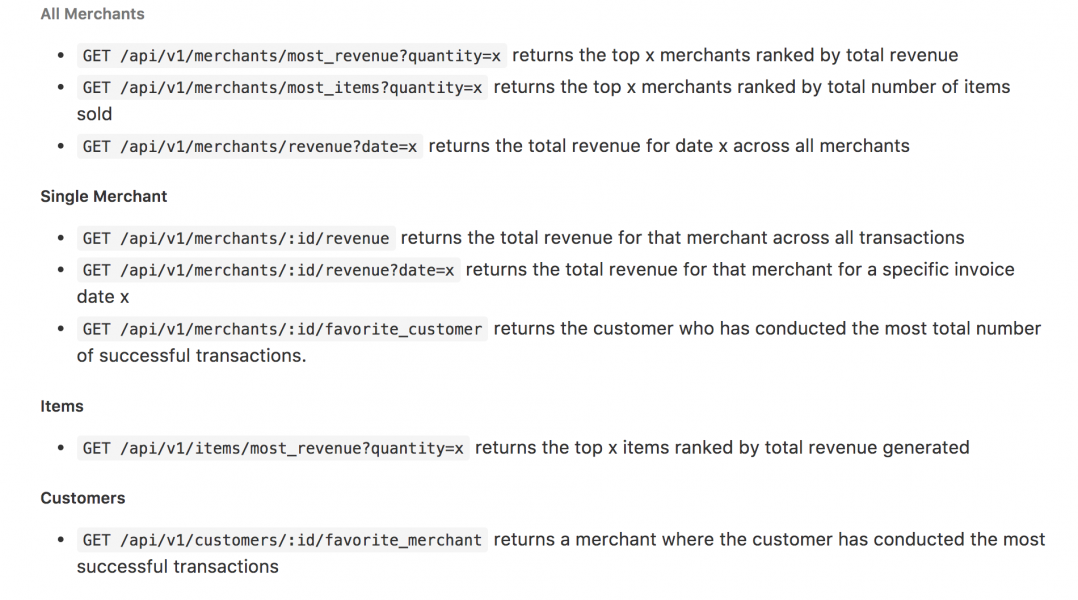 All Merchants
• GET /api/v1/merchants/most_revenue?quantity=x returns the top x merchants ranked by total revenue
• GET /api/v1/merchants/most_items?quantity=x returns the top x merchants ranked by total number of items
sold
• GET /api/v1/merchants/revenue?date=x returns the total revenue for date x across all merchants
Single Merchant
• GET /api/v1/merchants/:id/revenue returns the total revenue for that merchant across all transactions
• GET /api/v1/merchants/:id/revenue?date=x returns the total revenue for that merchant for a specific invoice
date x
• GET /api/v1/merchants/:id/favorite_customer returns the customer who has conducted the most total number
of successful transactions.
Items
• GET /api/v1/items/most_revenue?quantity=x returns the top x items ranked by total revenue generated
Customers
• GET /api/v1/customers/:id/favorite_merchant returns a merchant where the customer has conducted the most
successful transactions